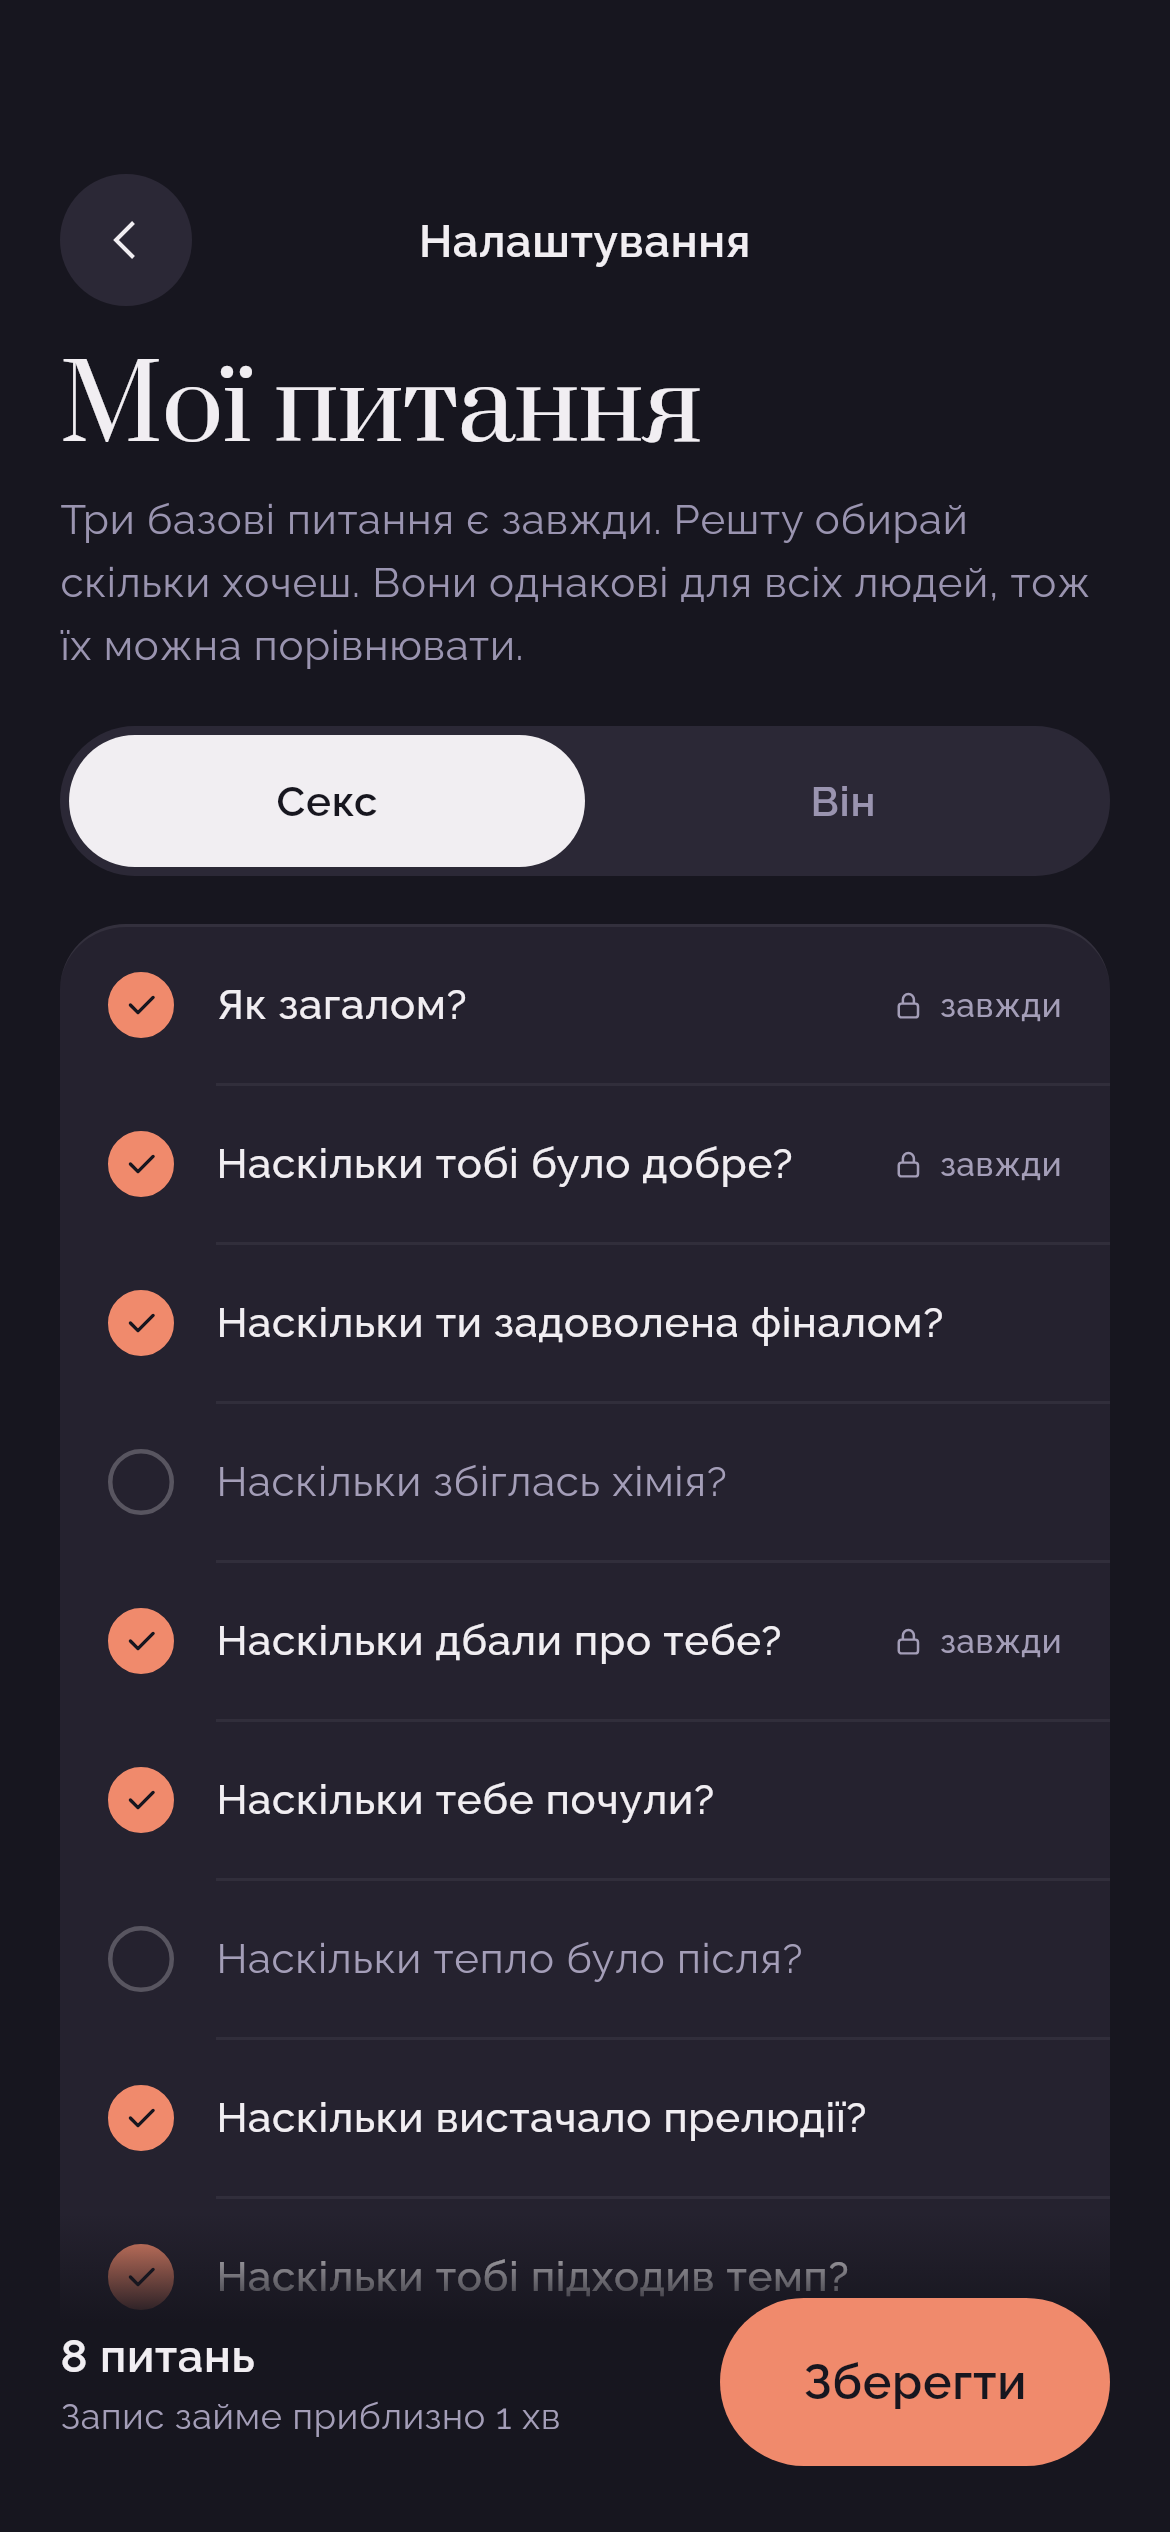 Налаштування
Мої питання
Три базові питання є завжди. Решту обирай
скільки хочеш. Вони однакові для всіх людей, тож
їх можна порівнювати.
Секс
Він
Як загалом? завжди
Наскільки тобі було добре? завжди
Наскільки ти задоволена фіналом?
Наскільки збіглась хімія?
Наскільки дбали про тебе? завжди
Наскільки тебе почули?
Наскільки тепло було після?
Наскільки вистачало прелюдії?
Наскільки тобі підходив темп?
8 питань
Запис займе приблизно 1 хв
Зберегти